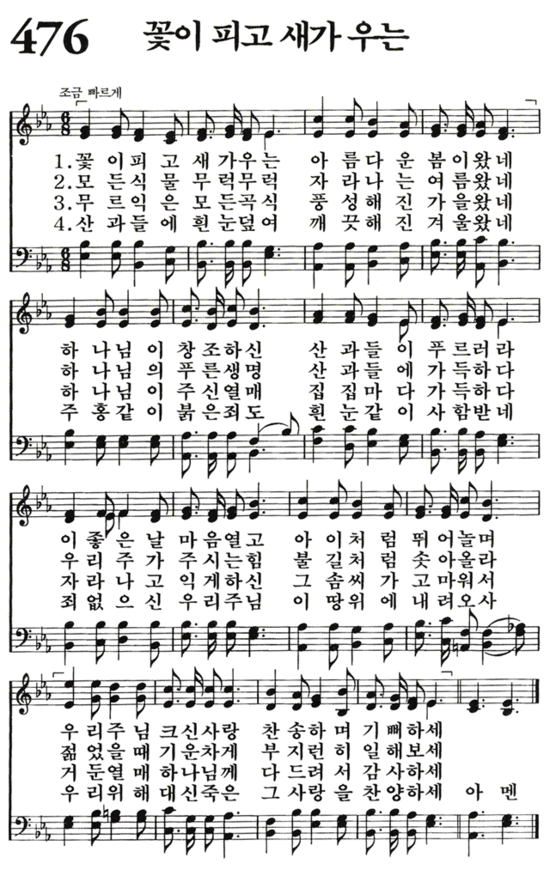 476 꽃이 피고 새가 우는
조금 빠르게
1.꽃 이 피 고 새 가우 는 아 름 다 운 봄 이 왔 네
2.모 든 식 물 무 럭무 럭 자 라 나 는 여 름 왔 네
3.무 르 익 은 모 든곡 식 풍 성 해 진 가 을 왔 네
4.산 과 들 에 흰 눈덮 여 깨 끗 해 진 겨 울 왔 네
하 나 님 이 창 조하 신 산 과 들 이 푸 르 러 라
하 나 님 의 푸 른생 명 산 과 들 에 가 득 하 다
하 나 님 이 주 신열 매 집 집 마 다 가 득 하 다
주 홍 같 이 붉 은죄 도 흰 눈 같 이 사 함 받 네
이 좋 은 날 마 음열 고 아 이 처 럼 뛰 어 놀 며
우 리 주 가 주 시는 힘 불 길 처 럼 솟 아 올 라
자 라 나 고 익 게하 신 그 솜 씨 가 고 마 워 서
죄 없 으 신 우 리주 님 이 땅 위 에 내 려 오 사
우 리 주 님 크 신사 랑 찬 송 하 며 기 뻐 하 세
젊 었 을 때 기 운차 게 부 지 런 히 일 해 보 세
거 둔 열 매 하 나님 께 다 드 려 서 감 사 하 세
우 리 위 해 대 신죽 은 그 사 랑 을 찬 양 하 세 아 멘